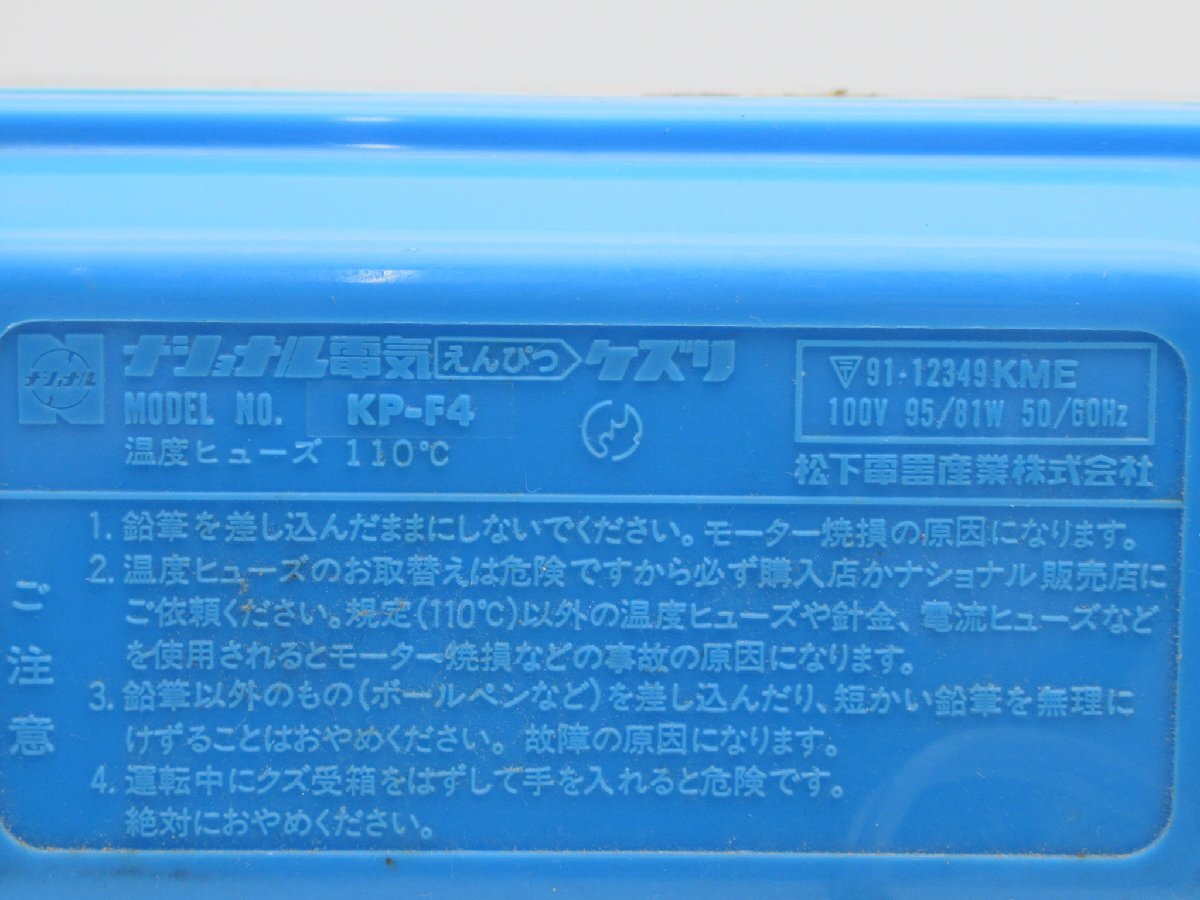 ナショナル
ナショナル電気えんぴつケズリ
MODEL NO. KP-F4
温度ヒューズ 110℃
91-12349 KME
100V 95/81W 50/60Hz
松下電器産業株式会社
ご注意
1. 鉛筆を差し込んだままにしないでください。モーター焼損の原因になります。
2. 温度ヒューズのお取替えは危険ですから必ず購入店かナショナル販売店に
ご依頼ください。規定(110℃)以外の温度ヒューズや針金、電流ヒューズなど
を使用されるとモーター焼損などの事故の原因になります。
3. 鉛筆以外のもの(ボールペンなど)を差し込んだり、短かい鉛筆を無理に
けずることはおやめください。故障の原因になります。
4. 運転中にクズ受箱をはずして手を入れると危険です。
絶対におやめください。